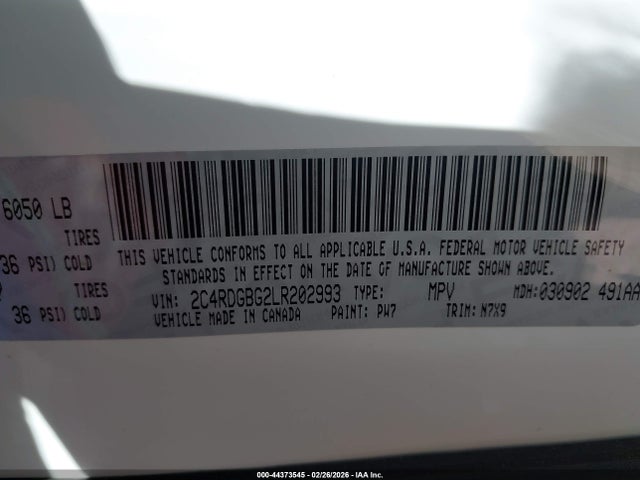 6050 LB
TIRES
36 PSI) COLD
TIRES
36 PSI) COLD
THIS VEHICLE CONFORMS TO ALL APPLICABLE U.S.A. FEDERAL MOTOR VEHICLE SAFETY
STANDARDS IN EFFECT ON THE DATE OF MANUFACTURE SHOWN ABOVE.
VIN: 2C4RDGBG2LR202993 TYPE: MPV MDH:030902 491AA
VEHICLE MADE IN CANADA PAINT: PW7 TRIM: N7X9
000-44373545 - 02/26/2026 - IAA Inc.